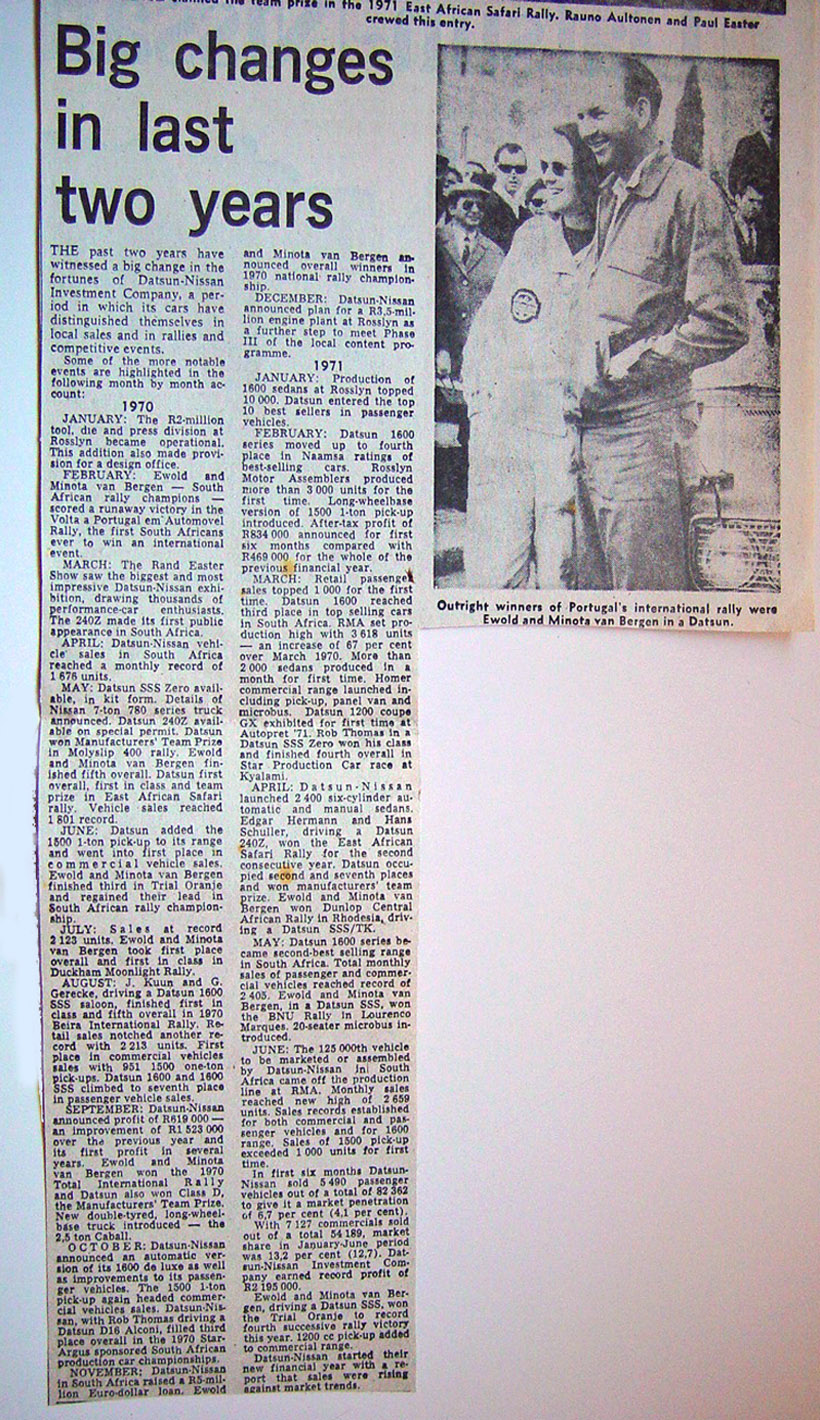 the team prize in the 1971 East African Safari Rally. Rauno Aultonen and Paul Easter
crewed this entry.
Big changes
in last
two years
THE past two years have
witnessed a big change in the
fortunes of Datsun-Nissan
Investment Company, a per-
iod in which its cars have
distinguished themselves in
local sales and in rallies and
competitive events.
Some of the more notable
events are highlighted in the
following month by month ac-
count:
1970
JANUARY: The R2-million
tool, die and press division at
Rosslyn became operational.
This addition also made provi-
sion for a design office.
FEBRUARY: Ewold and
Minota van Bergen — South
African rally champions —
scored a runaway victory in the
Volta a Portugal em Automovel
Rally, the first South Africans
ever to win an international
event.
MARCH: The Rand Easter
Show saw the biggest and most
impressive Datsun-Nissan exhi-
bition, drawing thousands of
performance-car enthusiasts.
The 240Z made its first public
appearance in South Africa.
APRIL: Datsun-Nissan vehi-
cle sales in South Africa
reached a monthly record of
1 676 units.
MAY: Datsun SSS Zero avail-
able, in kit form. Details of
Nissan 7-ton 780 series truck
announced. Datsun 240Z avail-
able on special permit. Datsun
won Manufacturers' Team Prize
in Molyslip 400 rally. Ewold
and Minota van Bergen fin-
ished fifth overall. Datsun first
overall, first in class and team
prize in East African Safari
rally. Vehicle sales reached
1 801 record.
JUNE: Datsun added the
1500 1-ton pick-up to its range
and went into first place in
commercial vehicle sales.
Ewold and Minota van Bergen
finished third in Trial Oranje
and regained their lead in
South African rally champion-
ship.
JULY: Sales at record
2 123 units. Ewold and Minota
van Bergen took first place
overall and first in class in
Duckham Moonlight Rally.
AUGUST: J. Kuun and G.
Gerecke, driving a Datsun 1600
SSS saloon, finished first in
class and fifth overall in 1970
Beira International Rally. Re-
tail sales notched another re-
cord with 2 213 units. First
place in commercial vehicles
sales with 951 1500 one-ton
pick-ups. Datsun 1600 and 1600
SSS climbed to seventh place
in passenger vehicle sales.
SEPTEMBER: Datsun-Nissan
announced profit of R619 000 —
an improvement of R1 523 000
over the previous year and
its first profit in several
years. Ewold and Minota
van Bergen won the 1970
Total International Rally
and Datsun also won Class D,
the Manufacturers' Team Prize.
New double-tyred, long-wheel-
base truck introduced — the
2,5 ton Caball.
OCTOBER: Datsun-Nissan
announced an automatic ver-
sion of its 1600 de luxe as well
as improvements to its passen-
ger vehicles. The 1500 1-ton
pick-up again headed commer-
cial vehicles sales. Datsun-Nis-
san, with Rob Thomas driving a
Datsun D16 Alconi, filled third
place overall in the 1970 Star-
Argus sponsored South African
production car championships.
NOVEMBER: Datsun-Nissan
in South Africa raised a R5-mil-
lion Euro-dollar loan. Ewold
and Minota van Bergen an-
nounced overall winners in
1970 national rally champion-
ship.
DECEMBER: Datsun-Nissan
announced plan for a R3,5-mil-
lion engine plant at Rosslyn as
a further step to meet Phase
III of the local content pro-
gramme.
1971
JANUARY: Production of
1600 sedans at Rosslyn topped
10 000. Datsun entered the top
10 best sellers in passenger
vehicles.
FEBRUARY: Datsun 1600
series moved up to fourth
place in Naamsa ratings of
best-selling cars. Rosslyn
Motor Assemblers produced
more than 3 000 units for the
first time. Long-wheelbase
version of 1500 1-ton pick-up
introduced. After-tax profit of
R834 000 announced for first
six months compared with
R469 000 for the whole of the
previous financial year.
MARCH: Retail passenger
sales topped 1 000 for the first
time. Datsun 1600 reached
third place in top selling cars
in South Africa. RMA set pro-
duction high with 3 618 units
— an increase of 67 per cent
over March 1970. More than
2 000 sedans produced in a
month for first time. Homer
commercial range launched in-
cluding pick-up, panel van and
microbus. Datsun 1200 coupe
GX exhibited for first time at
Autopret '71. Rob Thomas in a
Datsun SSS Zero won his class
and finished fourth overall in
Star Production Car race at
Kyalami.
APRIL: Datsun-Nissan
launched 2 400 six-cylinder au-
tomatic and manual sedans.
Edgar Hermann and Hans
Schuller, driving a Datsun
240Z, won the East African
Safari Rally for the second
consecutive year. Datsun occu-
pied second and seventh places
and won manufacturers' team
prize. Ewold and Minota van
Bergen won Dunlop Central
African Rally in Rhodesia, driv-
ing a Datsun SSS/TK.
MAY: Datsun 1600 series be-
came second-best selling range
in South Africa. Total monthly
sales of passenger and commer-
cial vehicles reached record of
2 405. Ewold and Minota van
Bergen, in a Datsun SSS, won
the BNU Rally in Lourenco
Marques. 20-seater microbus in-
troduced.
JUNE: The 125 000th vehicle
to be marketed or assembled
by Datsun-Nissan ini South
Africa came off the production
line at RMA. Monthly sales
reached new high of 2 659
units. Sales records established
for both commercial and pas-
senger vehicles and for 1600
range. Sales of 1500 pick-up
exceeded 1 000 units for first
time.
In first six months Datsun-
Nissan sold 5 490 passenger
vehicles out of a total of 82 362
to give it a market penetration
of 6,7 per cent (4,1 per cent).
With 7 127 commercials sold
out of a total 54 189, market
share in January-June period
was 13,2 per cent (12,7). Dat-
sun-Nissan Investment Com-
pany earned record profit of
R2 195 000.
Ewold and Minota van Ber-
gen, driving a Datsun SSS, won
the Trial Oranje to record
fourth successive rally victory
this year. 1200 cc pick-up added
to commercial range.
Datsun-Nissan started their
new financial year with a re-
port that sales were rising
against market trends.
Outright winners of Portugal's international rally were
Ewold and Minota van Bergen in a Datsun.